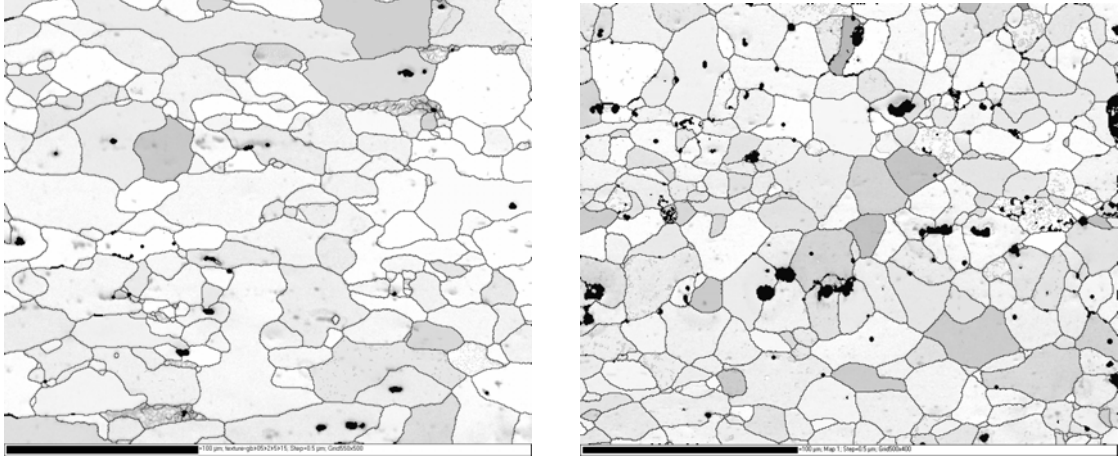 =100 µm; texture-gb+05+2+5+15; Step=0.5 µm; Grid550x500
=100 µm; Map 1; Step=0.5 µm; Grid500x400